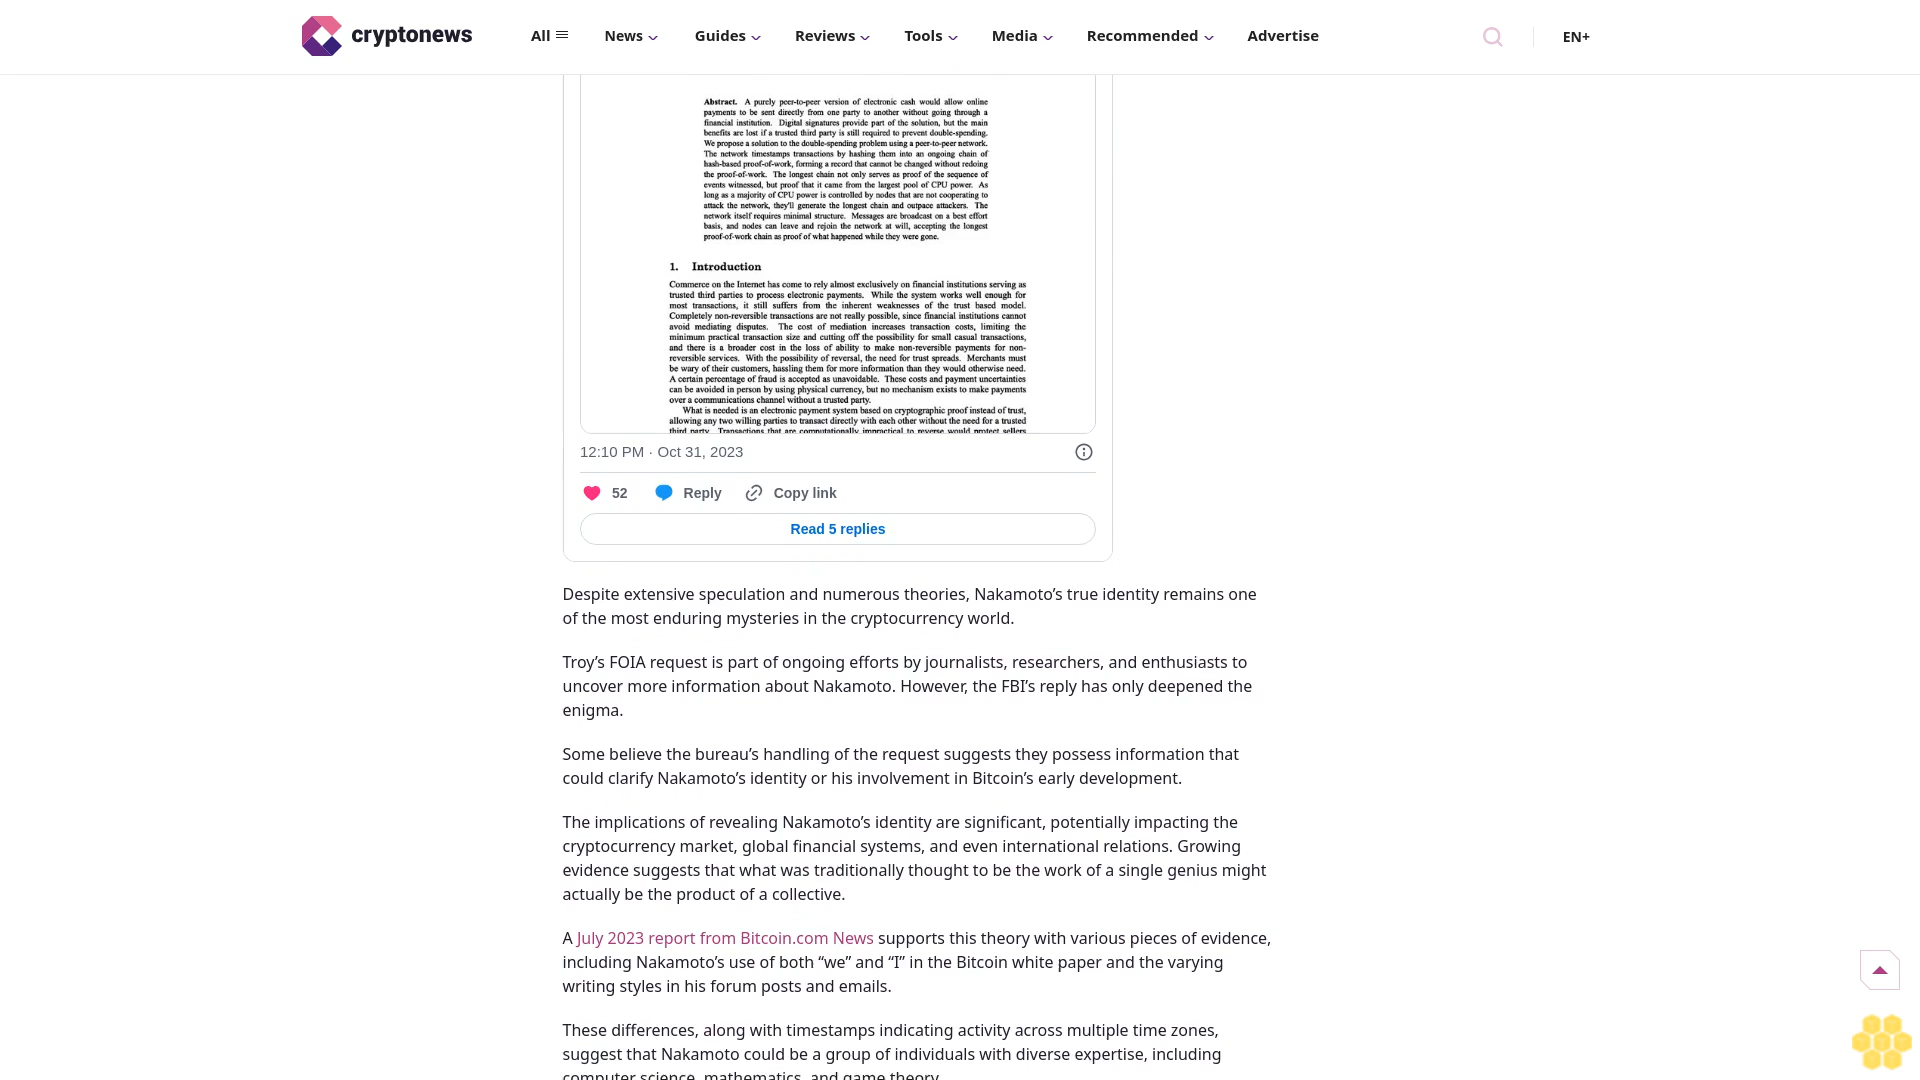 cryptonews
All
News
Guides
Reviews
Tools
Media
Recommended
Advertise
EN+
Abstract. A purely peer-to-peer version of electronic cash would allow online
payments to be sent directly from one party to another without going through a
financial institution. Digital signatures provide part of the solution, but the main
benefits are lost if a trusted third party is still required to prevent double-spending.
We propose a solution to the double-spending problem using a peer-to-peer network.
The network timestamps transactions by hashing them into an ongoing chain of
hash-based proof-of-work, forming a record that cannot be changed without redoing
the proof-of-work. The longest chain not only serves as proof of the sequence of
events witnessed, but proof that it came from the largest pool of CPU power. As
long as a majority of CPU power is controlled by nodes that are not cooperating to
attack the network, they'll generate the longest chain and outpace attackers. The
network itself requires minimal structure. Messages are broadcast on a best effort
basis, and nodes can leave and rejoin the network at will, accepting the longest
proof-of-work chain as proof of what happened while they were gone.
1. Introduction
Commerce on the Internet has come to rely almost exclusively on financial institutions serving as
trusted third parties to process electronic payments. While the system works well enough for
most transactions, it still suffers from the inherent weaknesses of the trust based model.
Completely non-reversible transactions are not really possible, since financial institutions cannot
avoid mediating disputes. The cost of mediation increases transaction costs, limiting the
minimum practical transaction size and cutting off the possibility for small casual transactions,
and there is a broader cost in the loss of ability to make non-reversible payments for non-
reversible services. With the possibility of reversal, the need for trust spreads. Merchants must
be wary of their customers, hassling them for more information than they would otherwise need.
A certain percentage of fraud is accepted as unavoidable. These costs and payment uncertainties
can be avoided in person by using physical currency, but no mechanism exists to make payments
over a communications channel without a trusted party.
What is needed is an electronic payment system based on cryptographic proof instead of trust,
allowing any two willing parties to transact directly with each other without the need for a trusted
third party. Transactions that are computationally impractical to reverse would protect sellers
12:10 PM · Oct 31, 2023
52
Reply
Copy link
Read 5 replies
Despite extensive speculation and numerous theories, Nakamoto’s true identity remains one
of the most enduring mysteries in the cryptocurrency world.
Troy’s FOIA request is part of ongoing efforts by journalists, researchers, and enthusiasts to
uncover more information about Nakamoto. However, the FBI’s reply has only deepened the
enigma.
Some believe the bureau’s handling of the request suggests they possess information that
could clarify Nakamoto’s identity or his involvement in Bitcoin’s early development.
The implications of revealing Nakamoto’s identity are significant, potentially impacting the
cryptocurrency market, global financial systems, and even international relations. Growing
evidence suggests that what was traditionally thought to be the work of a single genius might
actually be the product of a collective.
A July 2023 report from Bitcoin.com News supports this theory with various pieces of evidence,
including Nakamoto’s use of both “we” and “I” in the Bitcoin white paper and the varying
writing styles in his forum posts and emails.
These differences, along with timestamps indicating activity across multiple time zones,
suggest that Nakamoto could be a group of individuals with diverse expertise, including
computer science, mathematics, and game theory.